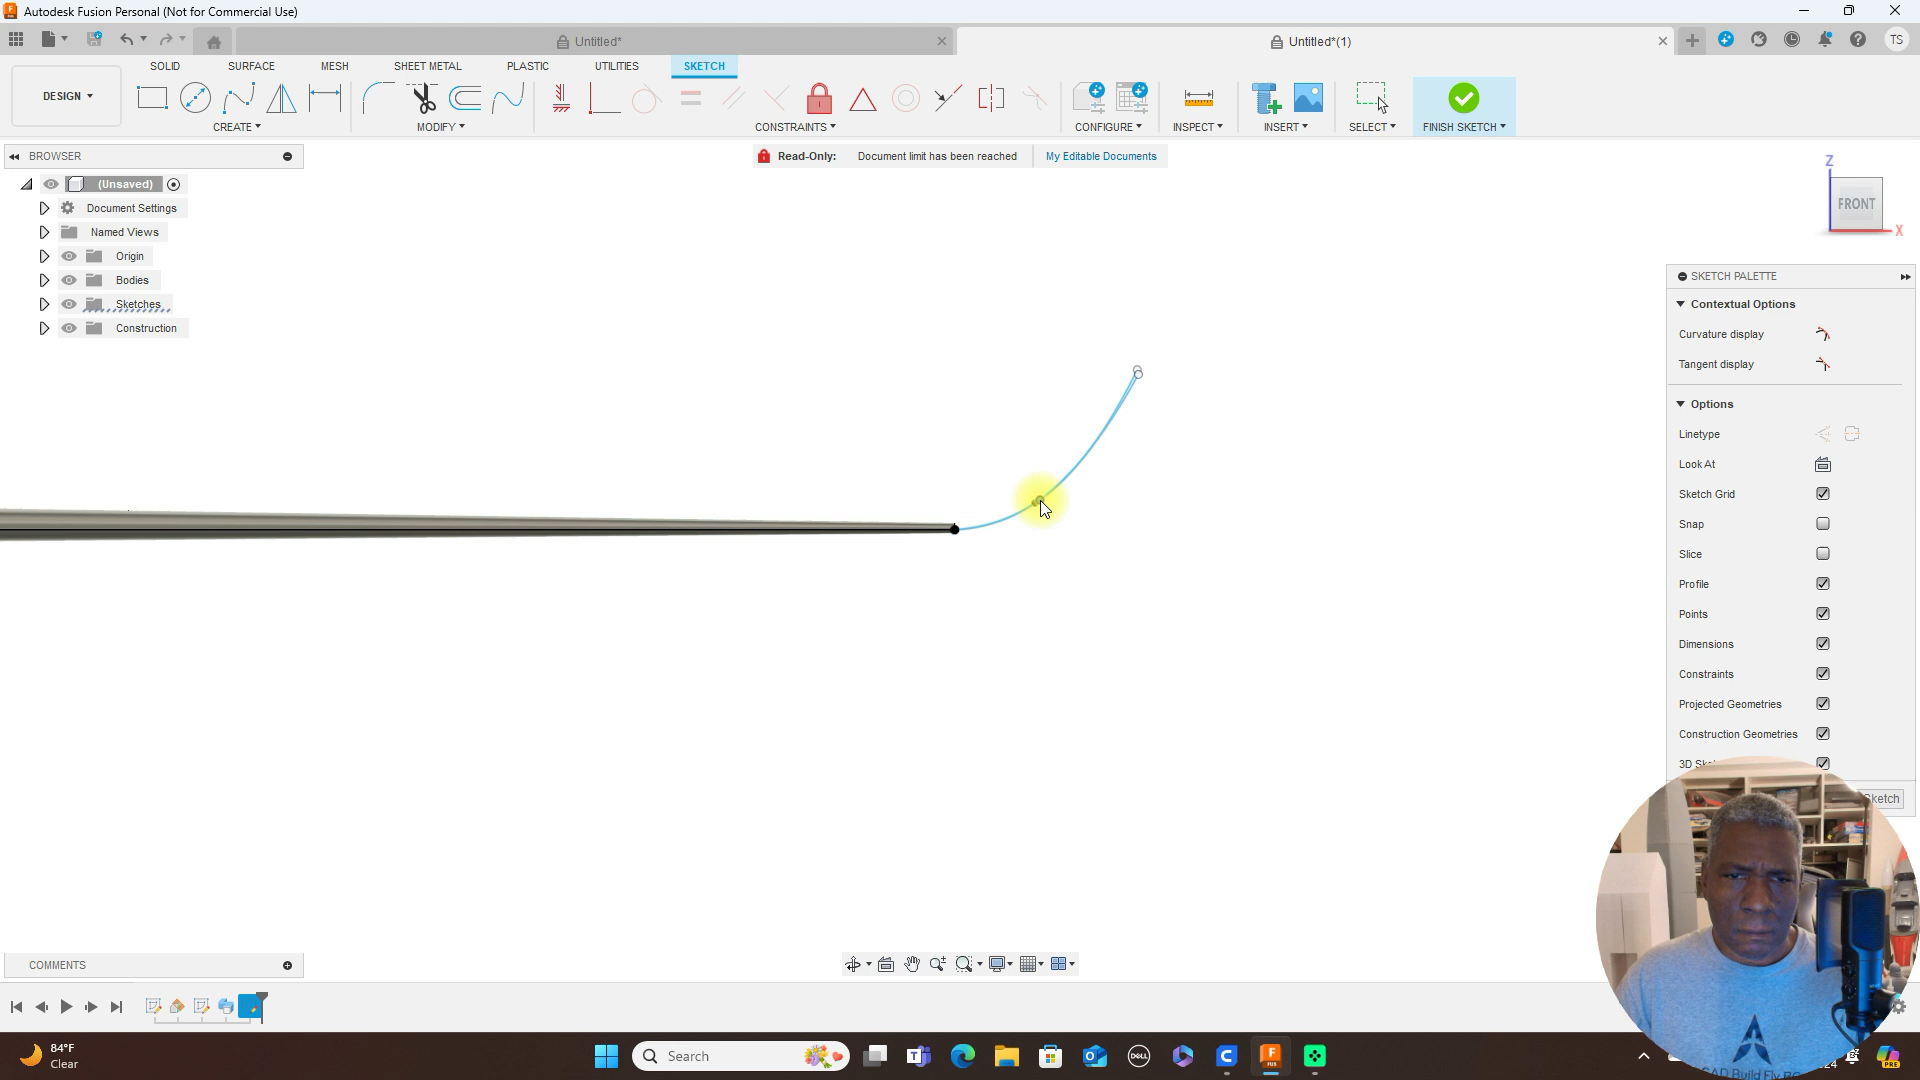 Autodesk Fusion Personal (Not for Commercial Use)
Untitled*
Untitled*(1)
TS
DESIGN
SOLID
SURFACE
MESH
SHEET METAL
PLASTIC
UTILITIES
SKETCH
CREATE
MODIFY
CONSTRAINTS
CONFIGURE
INSPECT
INSERT
SELECT
FINISH SKETCH
BROWSER
Read-Only:
Document limit has been reached
My Editable Documents
(Unsaved)
Document Settings
Named Views
Origin
Bodies
Sketches
Construction
Z
FRONT
X
SKETCH PALETTE
Contextual Options
Curvature display
Tangent display
Options
Linetype
Look At
Sketch Grid
Snap
Slice
Profile
Points
Dimensions
Constraints
Projected Geometries
Construction Geometries
Sketch
COMMENTS
84°F
Clear
Search
DELL
PRE